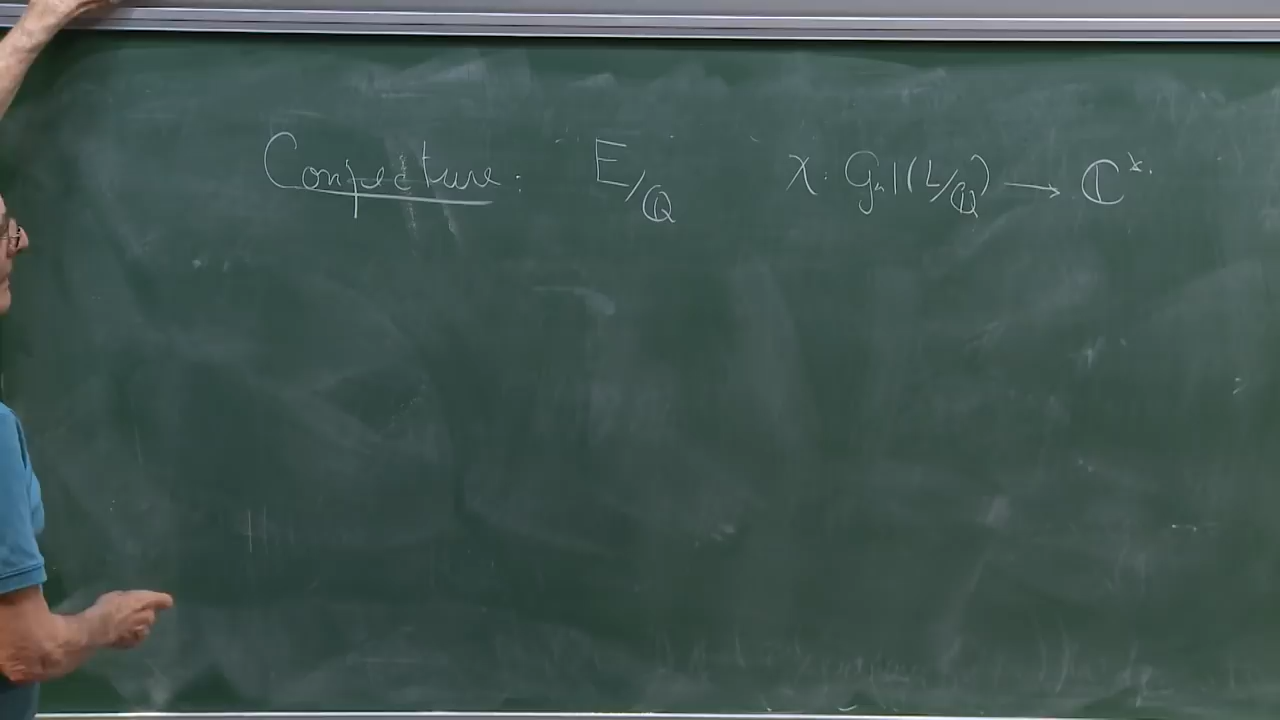 Conjecture: E/ℚ χ: Gal(L/ℚ) → ℂ^×.